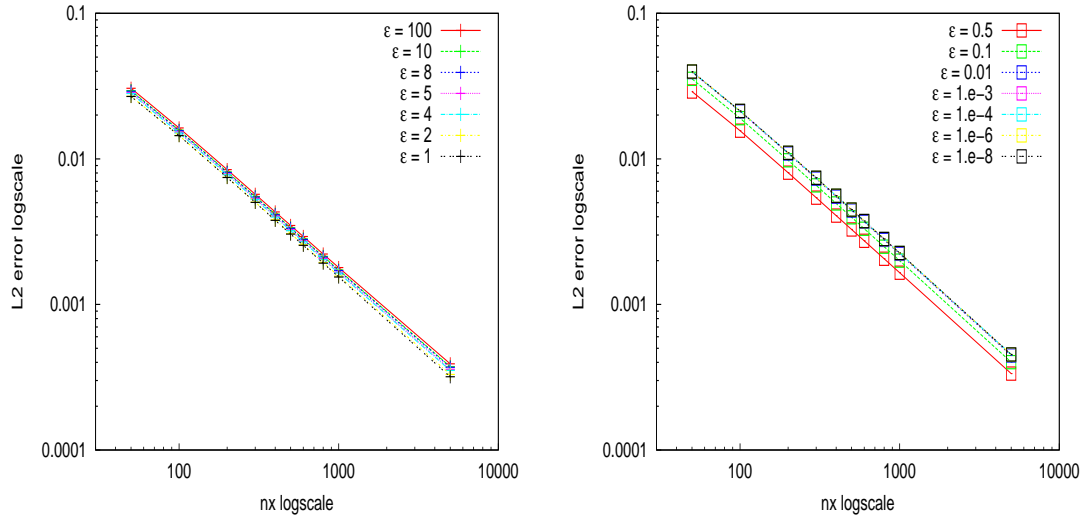 0.1
0.01
0.001
0.0001
100
1000
10000
L2 error logscale
nx logscale
ε = 100
ε = 10
ε = 8
ε = 5
ε = 4
ε = 2
ε = 1
0.1
0.01
0.001
0.0001
100
1000
10000
L2 error logscale
nx logscale
ε = 0.5
ε = 0.1
ε = 0.01
ε = 1.e−3
ε = 1.e−4
ε = 1.e−6
ε = 1.e−8